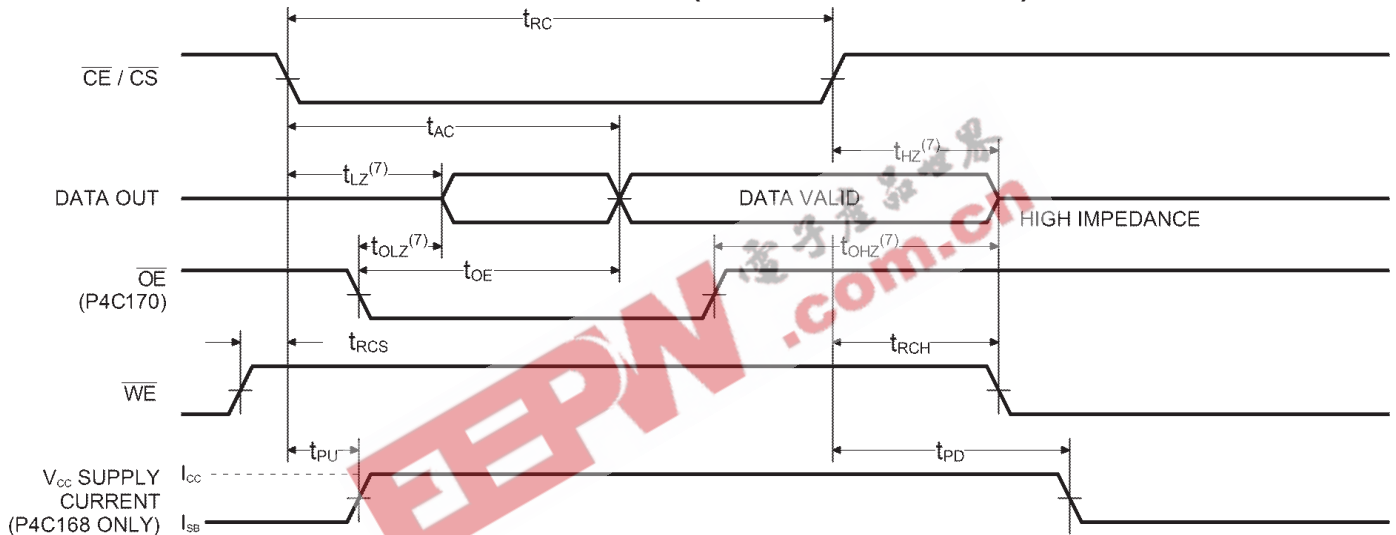 tRC
CE / CS
tAC
tHZ(7)
tLZ(7)
DATA OUT
DATA VALID
HIGH IMPEDANCE
tOLZ(7)
tOE
tOHZ(7)
OE
(P4C170)
tRCS
tRCH
WE
tPU
tPD
VCC SUPPLY
CURRENT
(P4C168 ONLY)
ICC
ISB
EEPW
.com.cn
電子產品世界